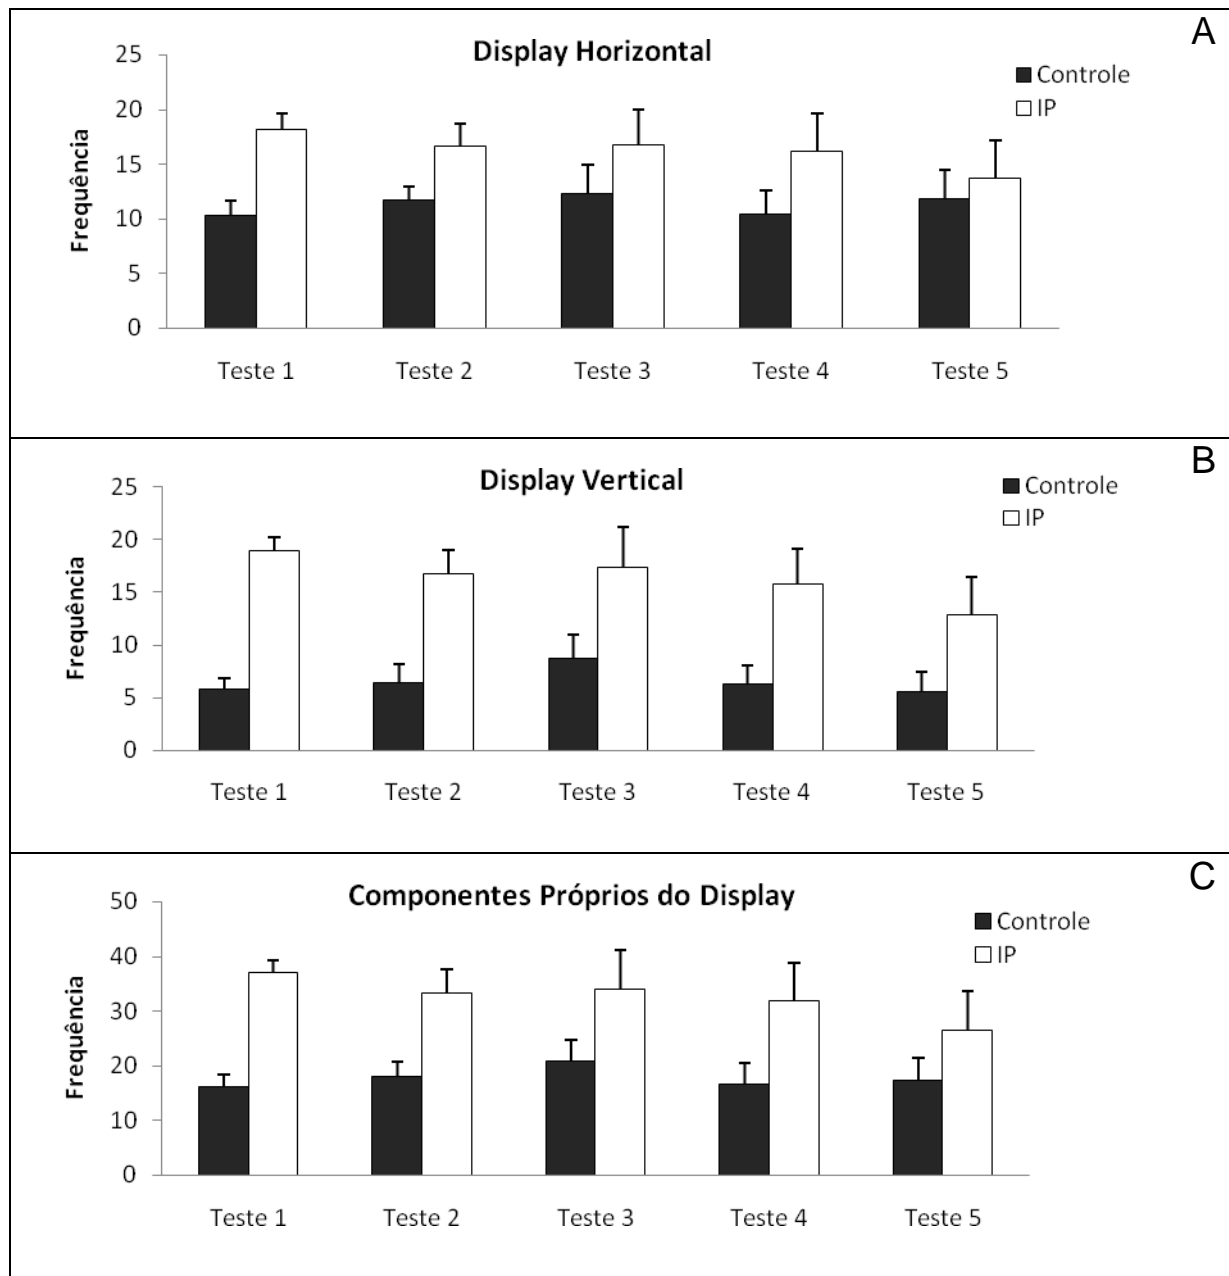 A
Display Horizontal
25
20
15
10
5
0
Frequência
Controle
IP
Teste 1 Teste 2 Teste 3 Teste 4 Teste 5
B
Display Vertical
25
20
15
10
5
0
Frequência
Controle
IP
Teste 1 Teste 2 Teste 3 Teste 4 Teste 5
C
Componentes Próprios do Display
50
40
30
20
10
0
Frequência
Controle
IP
Teste 1 Teste 2 Teste 3 Teste 4 Teste 5